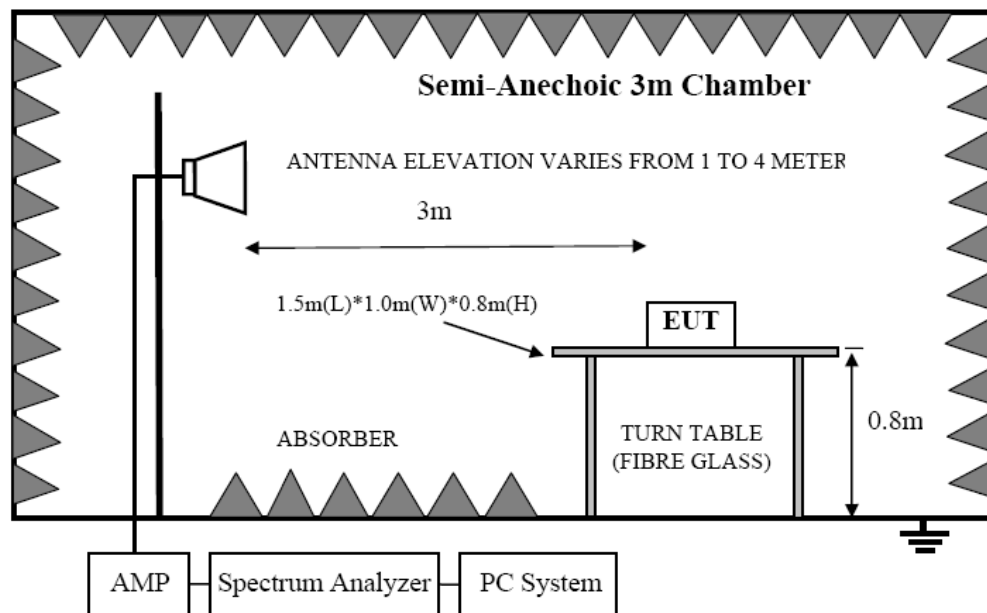 Semi-Anechoic 3m Chamber
ANTENNA ELEVATION VARIES FROM 1 TO 4 METER
3m
1.5m(L)*1.0m(W)*0.8m(H)
EUT
0.8m
ABSORBER
TURN TABLE
(FIBRE GLASS)
AMP
Spectrum Analyzer
PC System